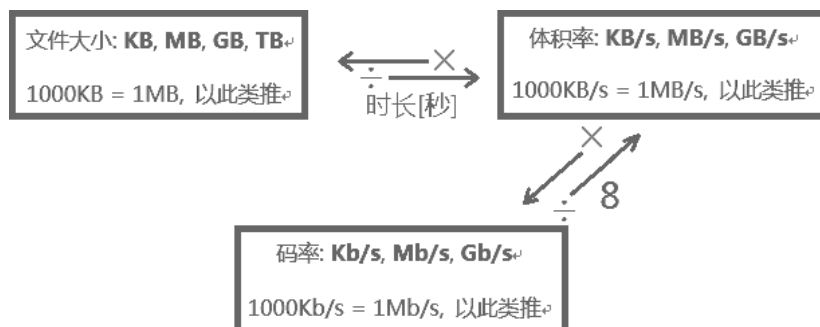 文件大小: KB, MB, GB, TB↵
1000KB = 1MB, 以此类推↵
体积率: KB/s, MB/s, GB/s↵
1000KB/s = 1MB/s, 以此类推↵
×
÷
时长[秒]
×
÷ 8
码率: Kb/s, Mb/s, Gb/s↵
1000Kb/s = 1Mb/s, 以此类推↵